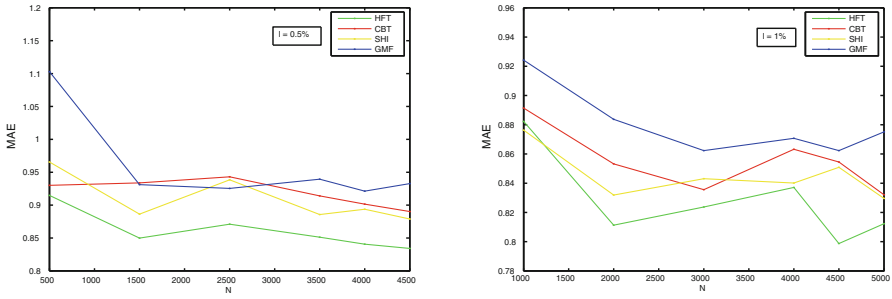 1.2
1.15
1.1
1.05
1
0.95
0.9
0.85
0.8
MAE
500 1000 1500 2000 2500 3000 3500 4000 4500
N
l = 0.5%
HFT
CBT
SHI
GMF
0.96
0.94
0.92
0.9
0.88
0.86
0.84
0.82
0.8
0.78
MAE
1000 1500 2000 2500 3000 3500 4000 4500 5000
N
l = 1%
HFT
CBT
SHI
GMF